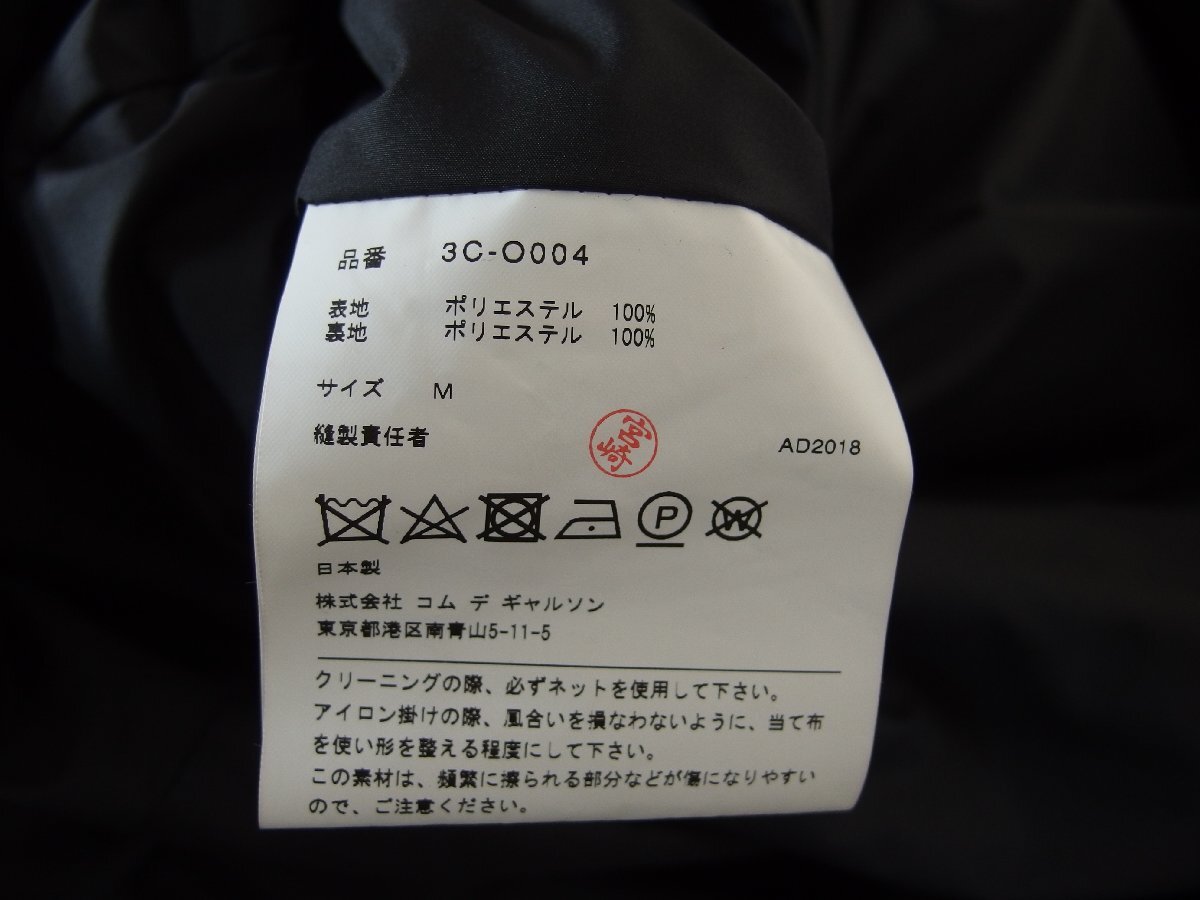 品番 3C-O004
表地 ポリエステル 100%
裏地 ポリエステル 100%
サイズ M
縫製責任者 宮崎 AD2018
P W
日本製
株式会社 コム デ ギャルソン
東京都港区南青山5-11-5
クリーニングの際、必ずネットを使用して下さい。
アイロン掛けの際、風合いを損なわないように、当て布
を使い形を整える程度にして下さい。
この素材は、頻繁に擦られる部分などが傷になりやすい
ので、ご注意ください。